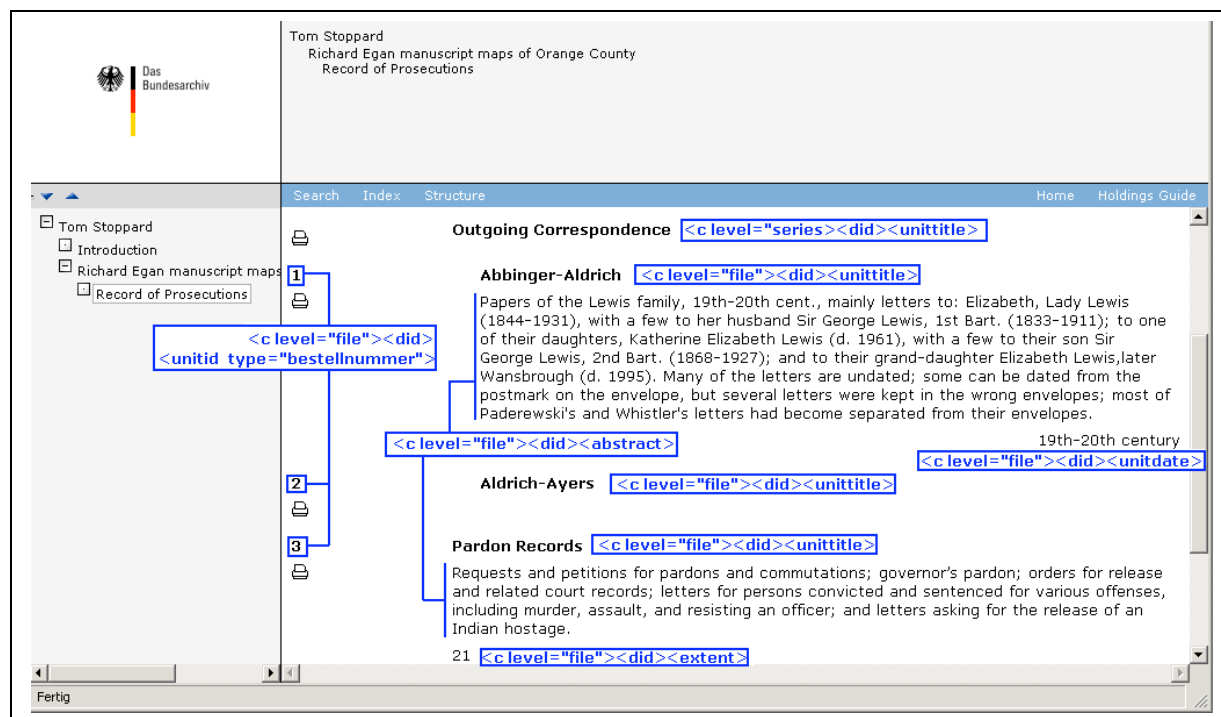 Das
Bundesarchiv
Tom Stoppard
Richard Egan manuscript maps of Orange County
Record of Prosecutions
Search Index Structure Home Holdings Guide
Tom Stoppard
Introduction
Richard Egan manuscript maps
Record of Prosecutions
Outgoing Correspondence <c level="series><did><unittitle>
1
Abbinger-Aldrich <c level="file"><did><unittitle>
Papers of the Lewis family, 19th-20th cent., mainly letters to: Elizabeth, Lady Lewis
(1844-1931), with a few to her husband Sir George Lewis, 1st Bart. (1833-1911); to one
of their daughters, Katherine Elizabeth Lewis (d. 1961), with a few to their son Sir
George Lewis, 2nd Bart. (1868-1927); and to their grand-daughter Elizabeth Lewis,later
Wansbrough (d. 1995). Many of the letters are undated; some can be dated from the
postmark on the envelope, but several letters were kept in the wrong envelopes; most of
Paderewski's and Whistler's letters had become separated from their envelopes.
<c level="file"><did>
<unitid type="bestellnummer">
<c level="file"><did><abstract>
19th-20th century
<c level="file"><did><unitdate>
2
Aldrich-Ayers <c level="file"><did><unittitle>
3
Pardon Records <c level="file"><did><unittitle>
Requests and petitions for pardons and commutations; governor's pardon; orders for release
and related court records; letters for persons convicted and sentenced for various offenses,
including murder, assault, and resisting an officer; and letters asking for the release of an
Indian hostage.
21 <c level="file"><did><extent>
Fertig